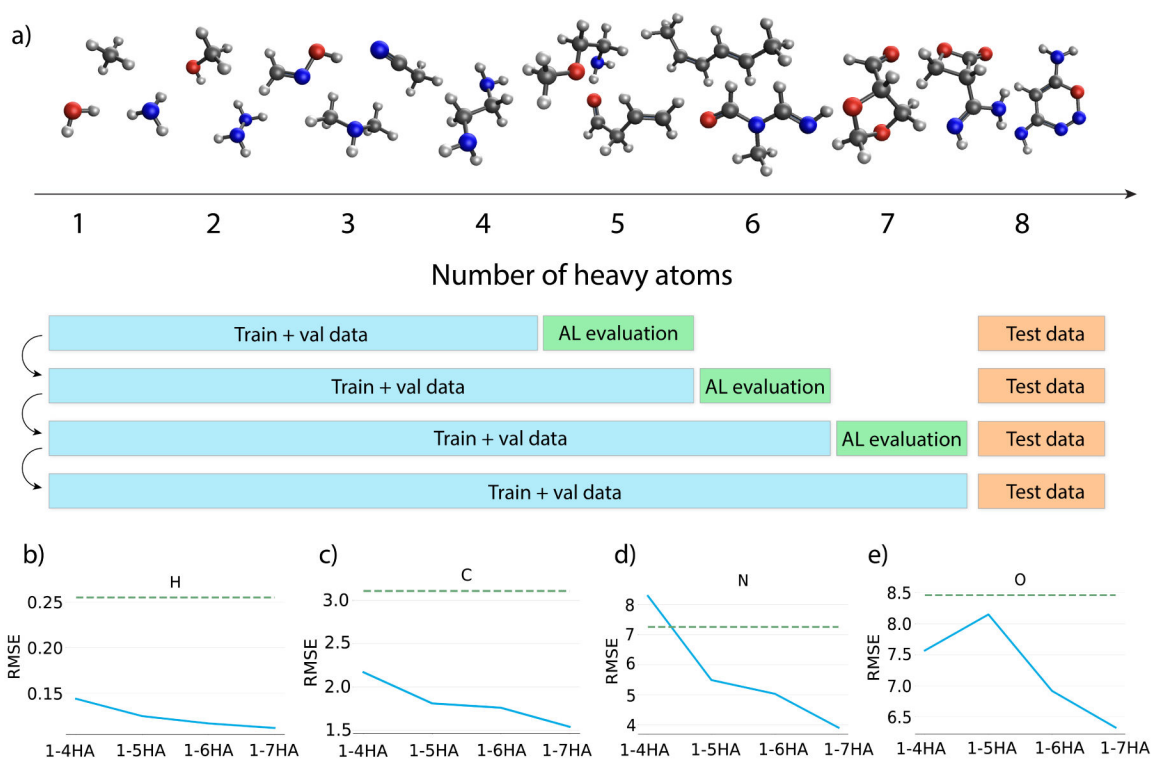 a)
1 2 3 4 5 6 7 8
Number of heavy atoms
Train + val data AL evaluation Test data
Train + val data AL evaluation Test data
Train + val data AL evaluation Test data
Train + val data Test data
b)
H
RMSE
0.25
0.20
0.15
1-4HA 1-5HA 1-6HA 1-7HA
c)
C
RMSE
3.0
2.5
2.0
1.5
1-4HA 1-5HA 1-6HA 1-7HA
d)
N
RMSE
8
7
6
5
4
1-4HA 1-5HA 1-6HA 1-7HA
e)
O
RMSE
8.5
8.0
7.5
7.0
6.5
1-4HA 1-5HA 1-6HA 1-7HA